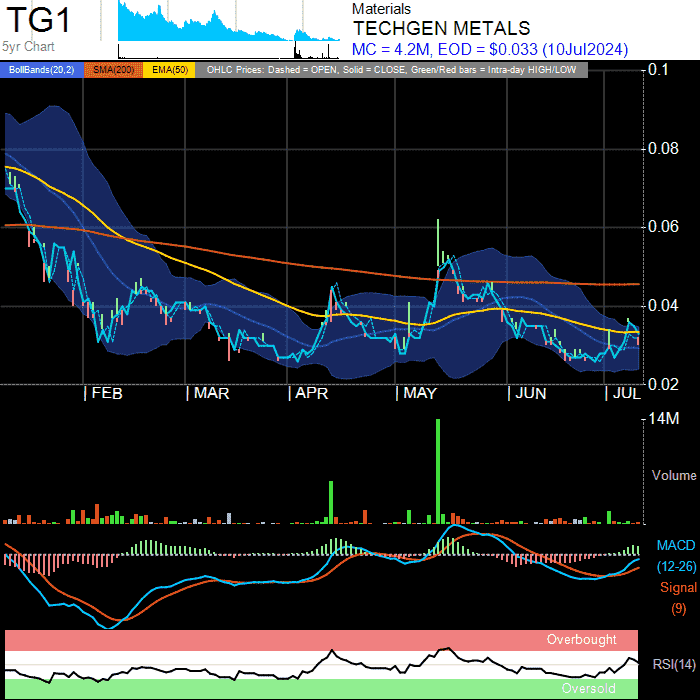 TG1
5yr Chart
Materials
TECHGEN METALS
MC = 4.2M, EOD = $0.033 (10Jul2024)
BollBands(20,2) SMA(200) EMA(50) OHLC Prices: Dashed = OPEN, Solid = CLOSE, Green/Red bars = Intra-day HIGH/LOW
0.1
0.08
0.06
0.04
0.02
FEB MAR APR MAY JUN JUL
14M
Volume
MACD
(12-26)
Signal
(9)
Overbought
RSI(14)
Oversold